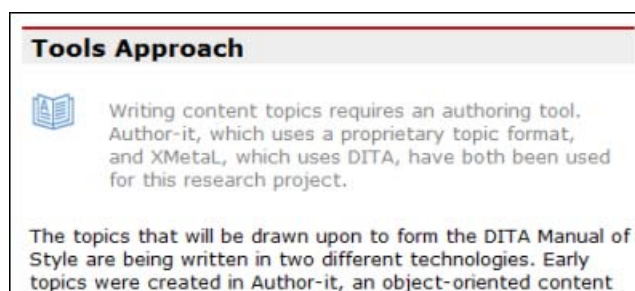 Tools Approach
Writing content topics requires an authoring tool.
Author-it, which uses a proprietary topic format,
and XMetaL, which uses DITA, have both been used
for this research project.
The topics that will be drawn upon to form the DITA Manual of
Style are being written in two different technologies. Early
topics were created in Author-it, an object-oriented content